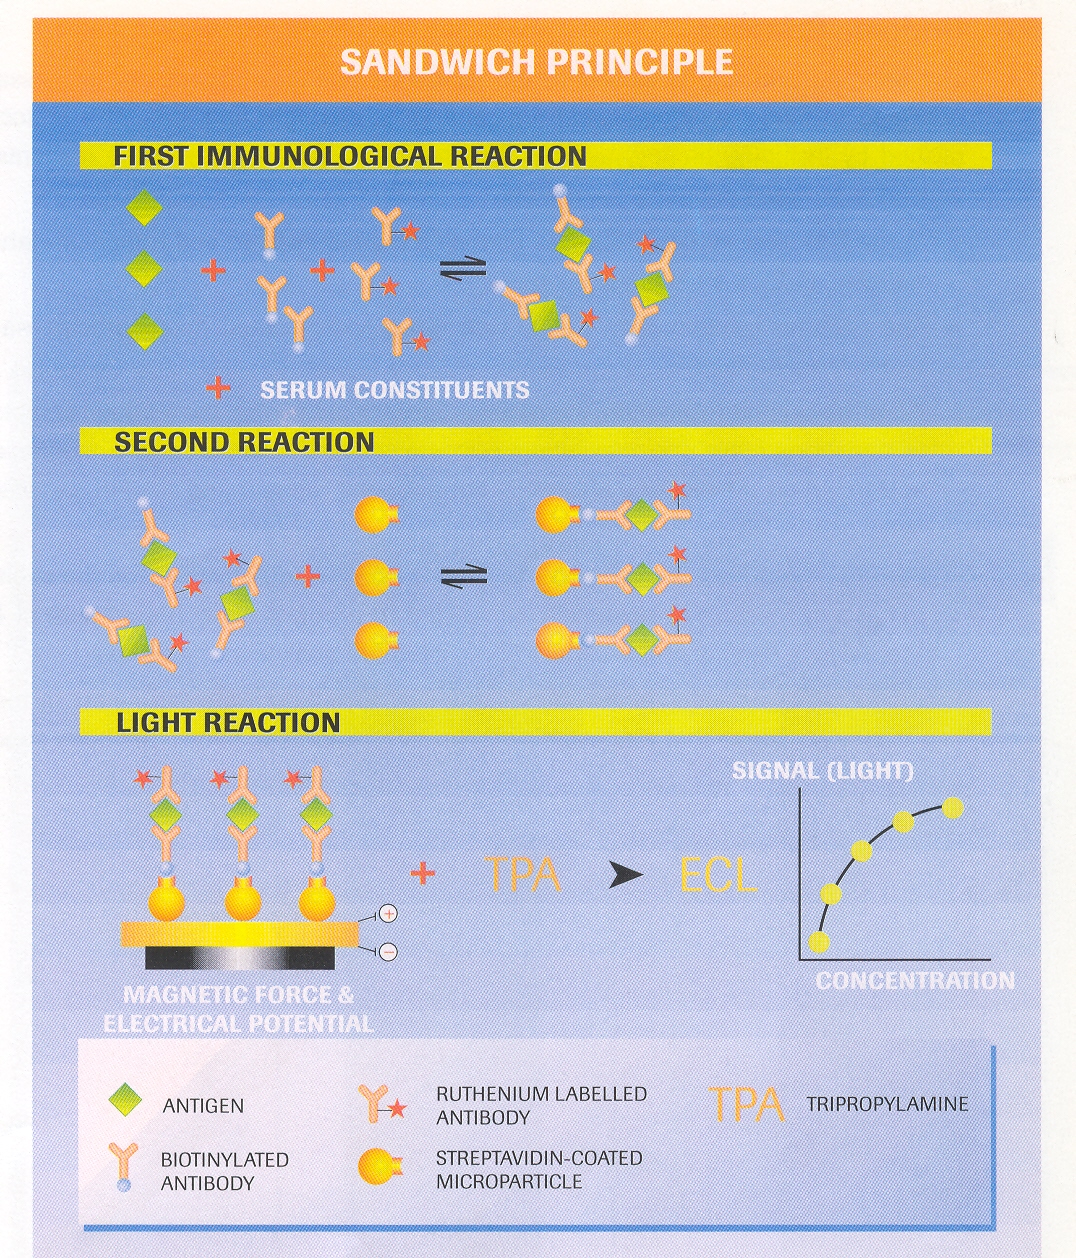 SANDWICH PRINCIPLE
FIRST IMMUNOLOGICAL REACTION
+ +
+ SERUM CONSTITUENTS
SECOND REACTION
+
LIGHT REACTION
SIGNAL (LIGHT)
+ TPA ECL
+
−
CONCENTRATION
MAGNETIC FORCE &
ELECTRICAL POTENTIAL
ANTIGEN
RUTHENIUM LABELLED
ANTIBODY
TPA TRIPROPYLAMINE
BIOTINYLATED
ANTIBODY
STREPTAVIDIN-COATED
MICROPARTICLE